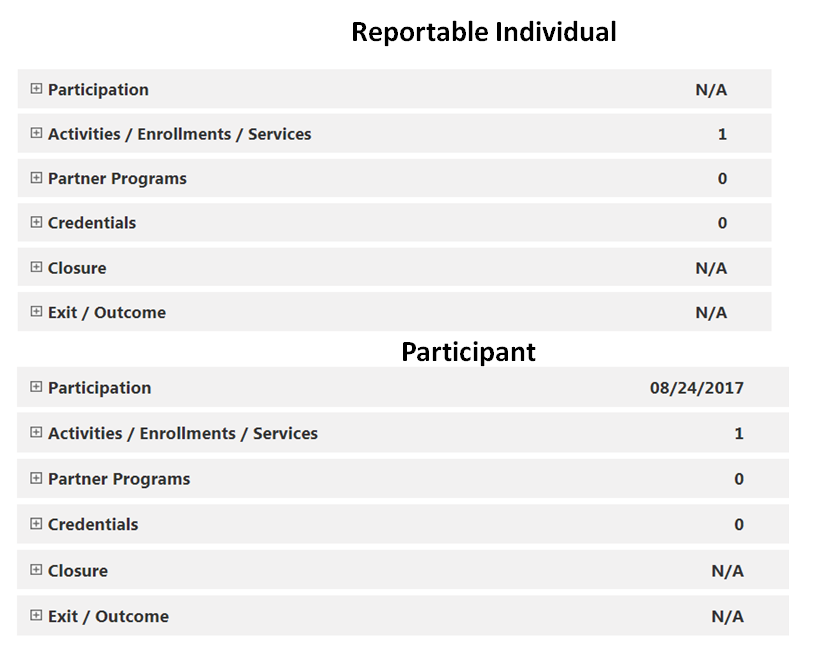 Reportable Individual
Participation N/A
Activities / Enrollments / Services 1
Partner Programs 0
Credentials 0
Closure N/A
Exit / Outcome N/A
Participant
Participation 08/24/2017
Activities / Enrollments / Services 1
Partner Programs 0
Credentials 0
Closure N/A
Exit / Outcome N/A